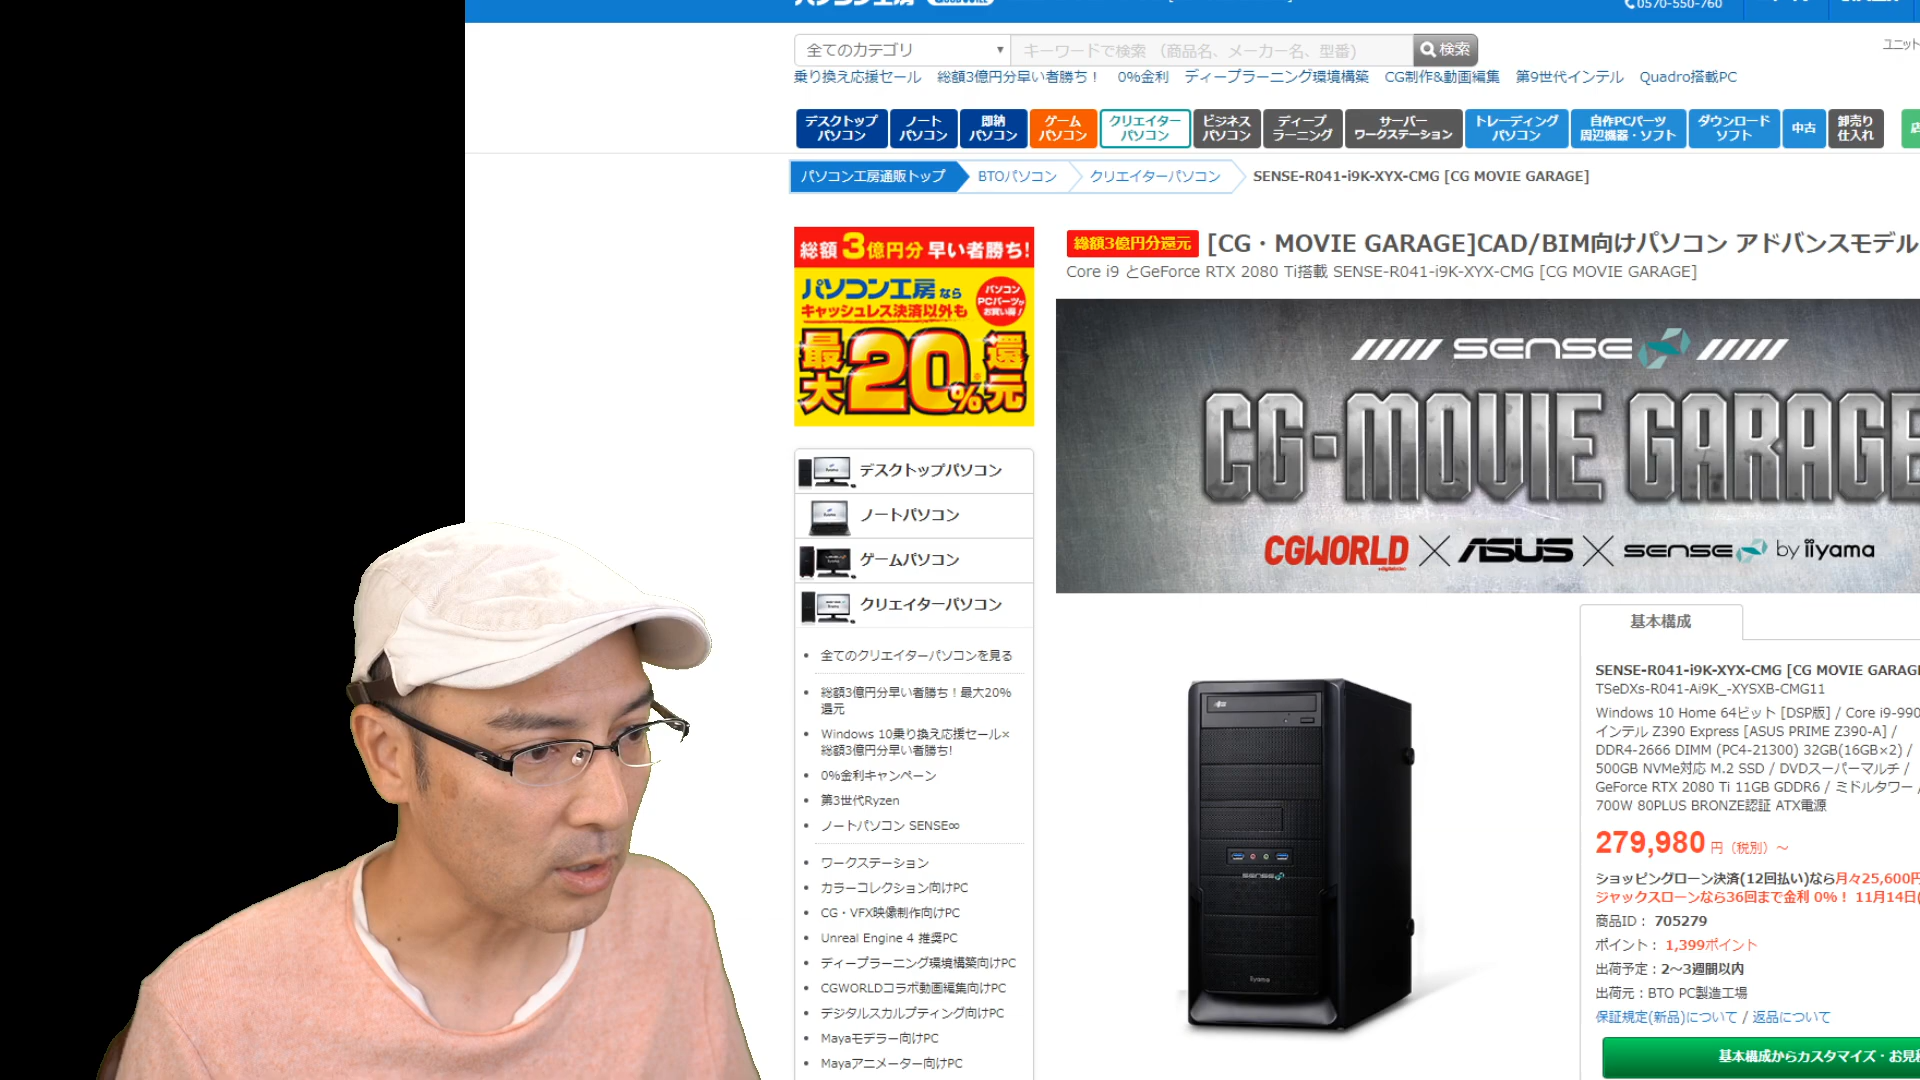 パソコン工房 GOODWILL
0570-550-760
全てのカテゴリ ▼ キーワードで検索 （商品名、メーカー名、型番） 検索
ユニット
乗り換え応援セール 総額3億円分早い者勝ち！ 0%金利 ディープラーニング環境構築 CG制作&動画編集 第9世代インテル Quadro搭載PC
デスクトップ パソコン
ノート パソコン
即納 パソコン
ゲーム パソコン
クリエイター パソコン
ビジネス パソコン
ディープ ラーニング
サーバー ワークステーション
トレーディング パソコン
自作PCパーツ 周辺機器・ソフト
ダウンロード ソフト
中古
卸売り 仕入れ
店
パソコン工房通販トップ BTOパソコン クリエイターパソコン SENSE-R041-i9K-XYX-CMG [CG MOVIE GARAGE]
総額3億円分早い者勝ち!
パソコン工房なら
キャッシュレス決済以外も
パソコン
PCパーツが
お買い得!
最大20%還元
デスクトップパソコン
ノートパソコン
ゲームパソコン
クリエイターパソコン
全てのクリエイターパソコンを見る
総額3億円分早い者勝ち！最大20%
還元
Windows 10乗り換え応援セール×
総額3億円分早い者勝ち!
0%金利キャンペーン
第3世代Ryzen
ノートパソコン SENSE∞
ワークステーション
カラーコレクション向けPC
CG・VFX映像制作向けPC
Unreal Engine 4 推奨PC
ディープラーニング環境構築向けPC
CGWORLDコラボ動画編集向けPC
デジタルスカルプティング向けPC
Mayaモデラー向けPC
Mayaアニメーター向けPC
総額3億円分還元 [CG・MOVIE GARAGE]CAD/BIM向けパソコン アドバンスモデル
Core i9 とGeForce RTX 2080 Ti搭載 SENSE-R041-i9K-XYX-CMG [CG MOVIE GARAGE]
SENSE
CG-MOVIE GARAGE
CGWORLD × ASUS × SENSE by iiyama
SENSE
iiyama
基本構成
SENSE-R041-i9K-XYX-CMG [CG MOVIE GARAGE
TSeDXs-R041-Ai9K_-XYSXB-CMG11
Windows 10 Home 64ビット [DSP版] / Core i9-990
インテル Z390 Express [ASUS PRIME Z390-A] /
DDR4-2666 DIMM (PC4-21300) 32GB(16GB×2) /
500GB NVMe対応 M.2 SSD / DVDスーパーマルチ /
GeForce RTX 2080 Ti 11GB GDDR6 / ミドルタワー /
700W 80PLUS BRONZE認証 ATX電源
279,980 円（税別）～
ショッピングローン決済(12回払い)なら月々25,600円
ジャックスローンなら36回まで金利 0%！ 11月14日(
商品ID： 705279
ポイント： 1,399ポイント
出荷予定：2～3週間以内
出荷元：BTO PC製造工場
保証規定(新品)について / 返品について
基本構成からカスタマイズ・お見積